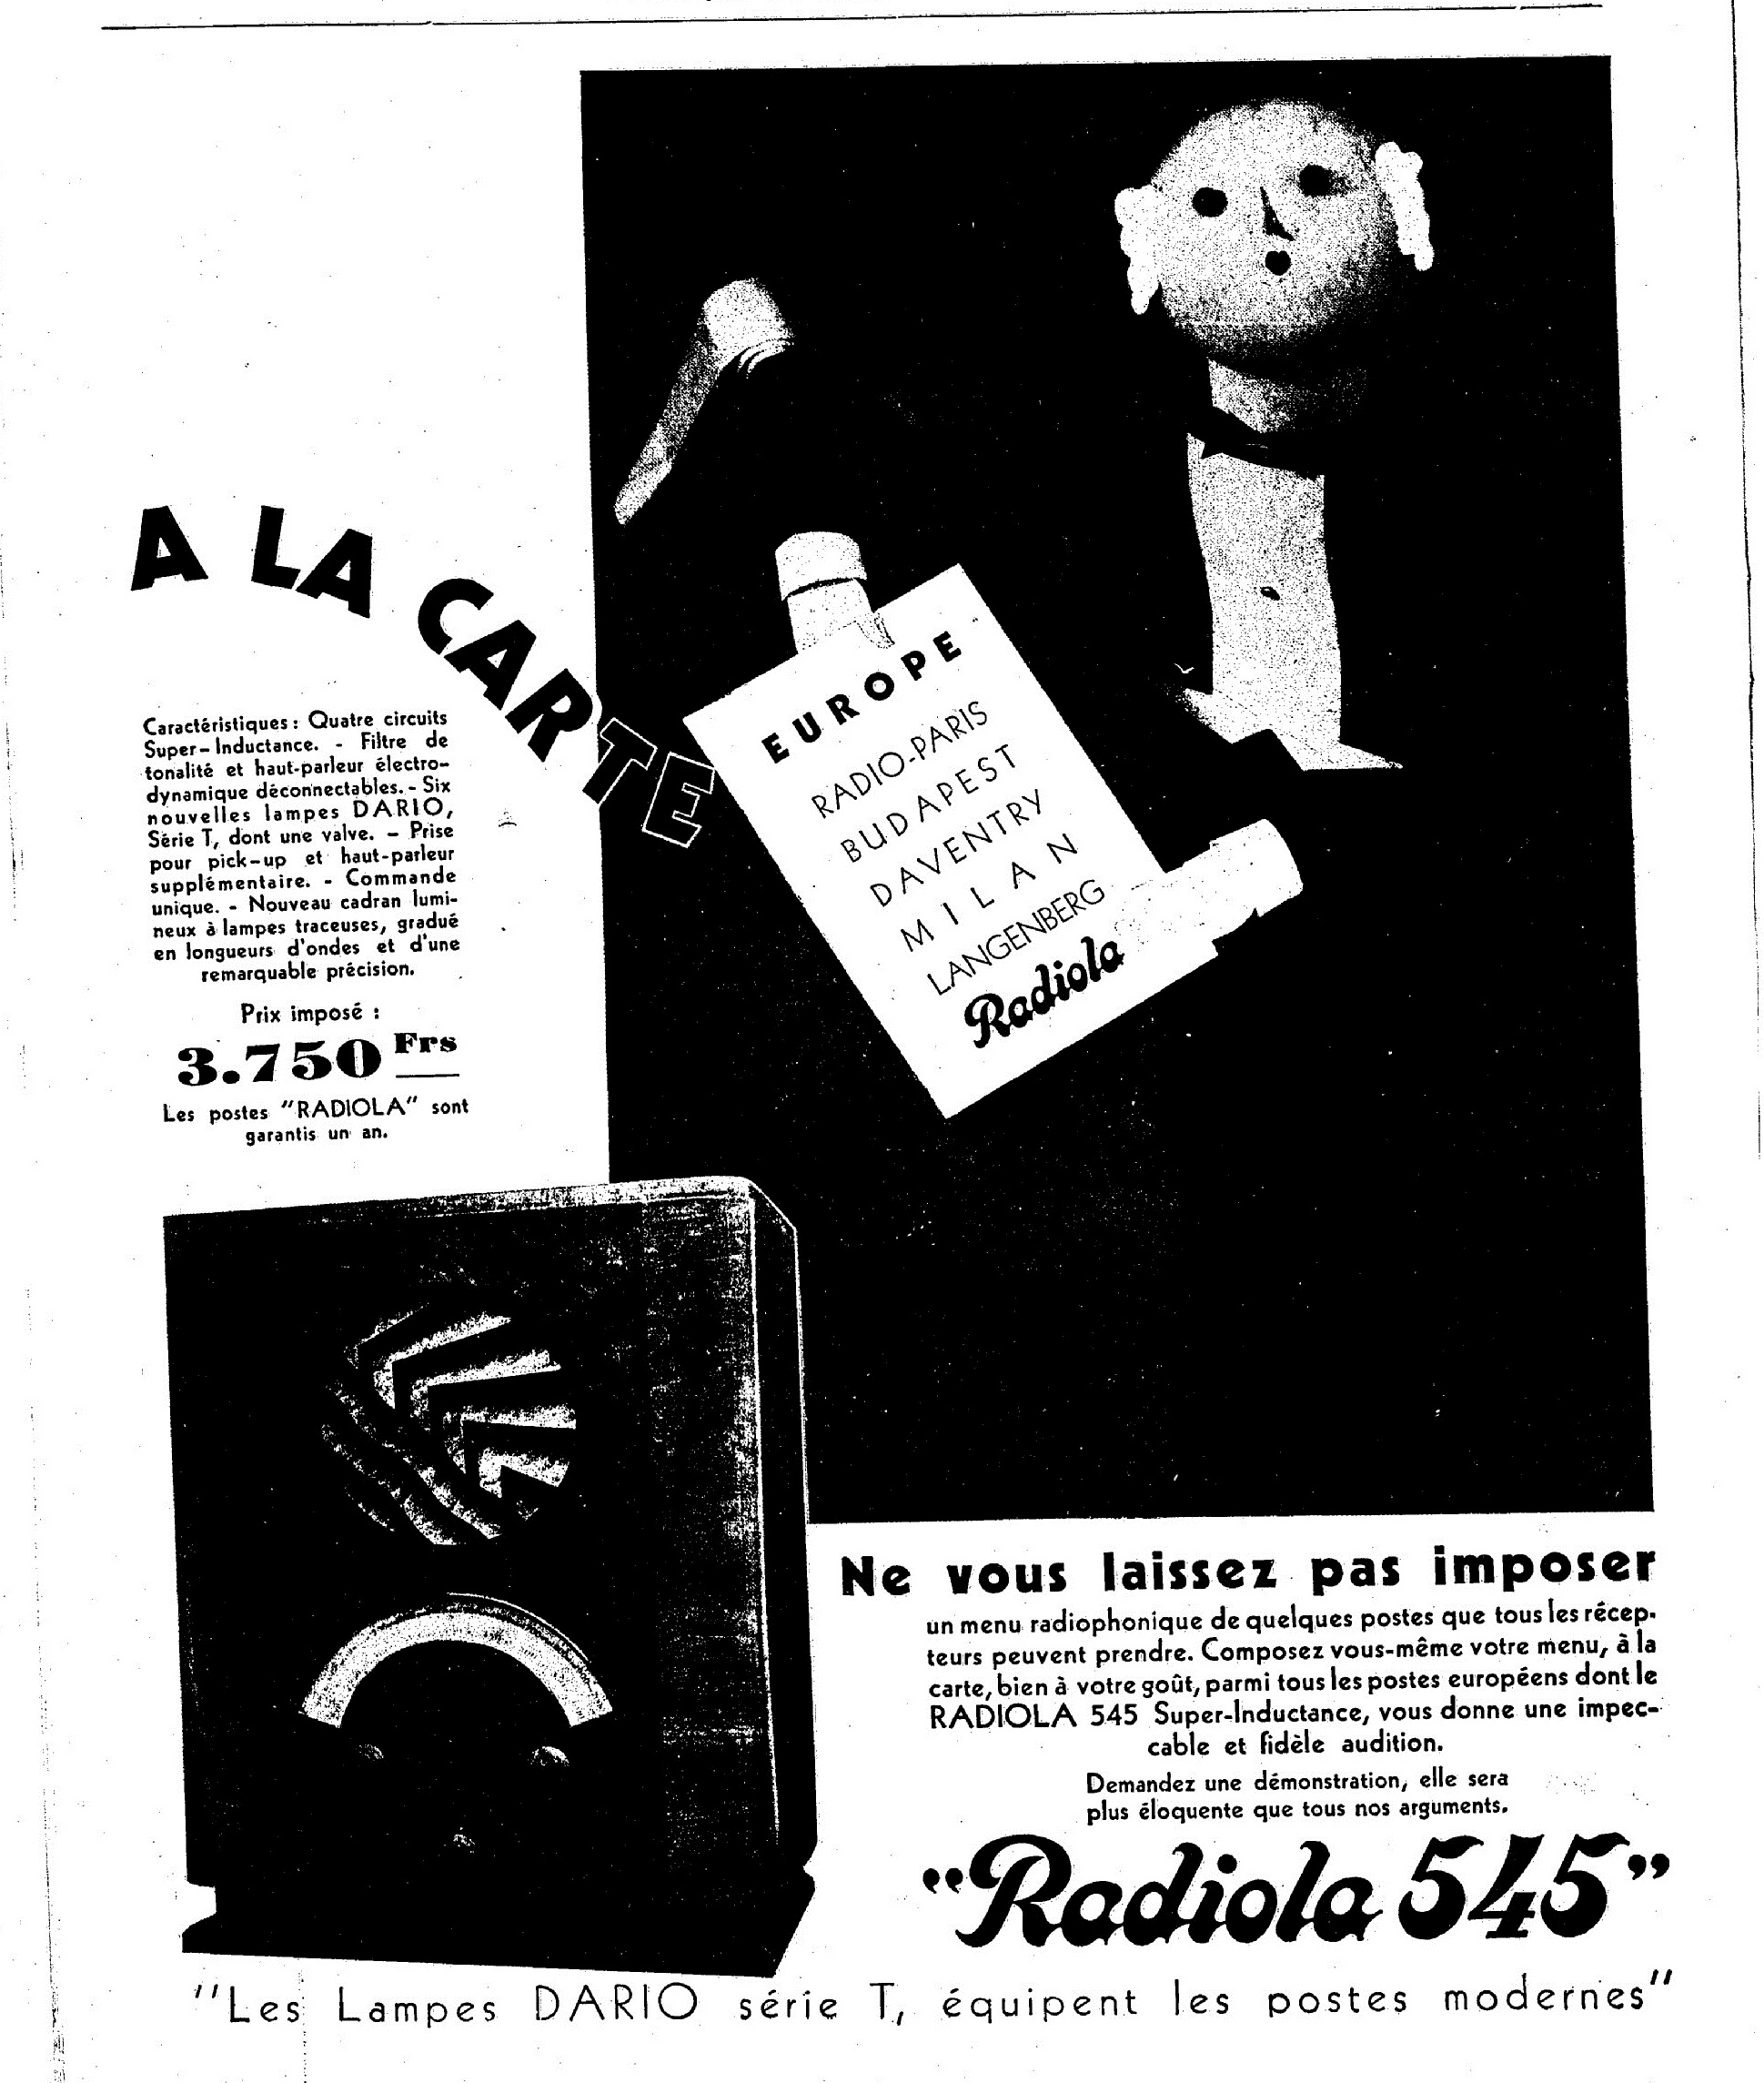 A LA CARTE
EUROPE
RADIO-PARIS
BUDAPEST
DAVENTRY
MILAN
LANGENBERG
Radiola
Caractéristiques : Quatre circuits
Super-Inductance. - Filtre de
tonalité et haut-parleur électro-
dynamique déconnectables. - Six
nouvelles lampes DARIO,
Série T, dont une valve. - Prise
pour pick-up et haut-parleur
supplémentaire. - Commande
unique. - Nouveau cadran lumi-
neux à lampes traceuses, gradué
en longueurs d'ondes et d'une
remarquable précision.
Prix imposé :
3.750 Frs
Les postes "RADIOLA" sont
garantis un an.
Ne vous laissez pas imposer
un menu radiophonique de quelques postes que tous les récep-
teurs peuvent prendre. Composez vous-même votre menu, à la
carte, bien à votre goût, parmi tous les postes européens dont le
RADIOLA 545 Super-Inductance, vous donne une impec-
cable et fidèle audition.
Demandez une démonstration, elle sera
plus éloquente que tous nos arguments.
"Radiola 545"
"Les Lampes DARIO série T, équipent les postes modernes"